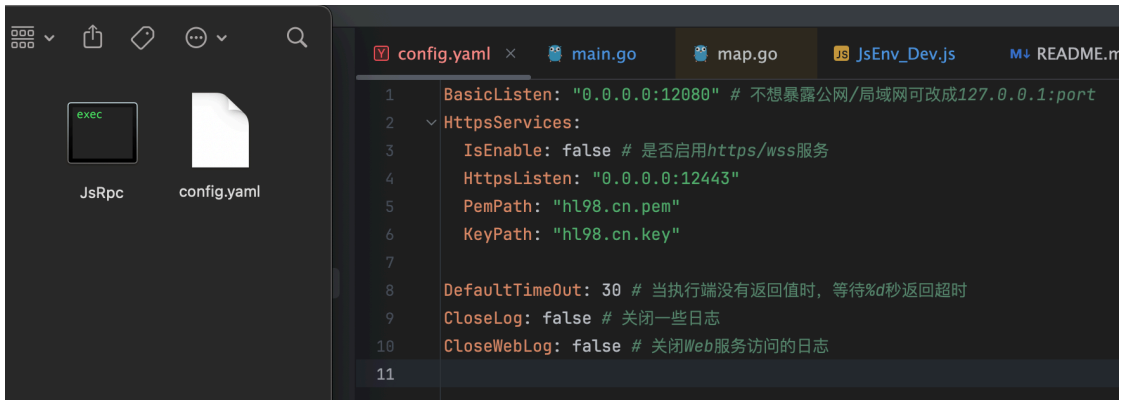 exec
JsRpc
config.yaml
config.yaml
main.go
map.go
JS JsEnv_Dev.js
M↓ README.m
1 BasicListen: "0.0.0.0:12080" # 不想暴露公网/局域网可改成127.0.0.1:port
2 HttpsServices:
3 IsEnable: false # 是否启用https/wss服务
4 HttpsListen: "0.0.0.0:12443"
5 PemPath: "hl98.cn.pem"
6 KeyPath: "hl98.cn.key"
7
8 DefaultTimeOut: 30 # 当执行端没有返回值时，等待%d秒返回超时
9 CloseLog: false # 关闭一些日志
10 CloseWebLog: false # 关闭Web服务访问的日志
11